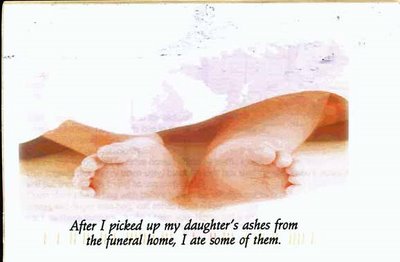 After I picked up my daughter's ashes from
the funeral home, I ate some of them.